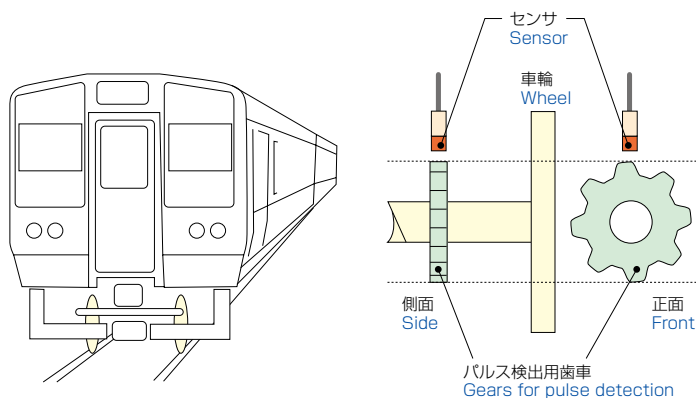 センサ
Sensor
車輪
Wheel
側面
Side
正面
Front
パルス検出用歯車
Gears for pulse detection